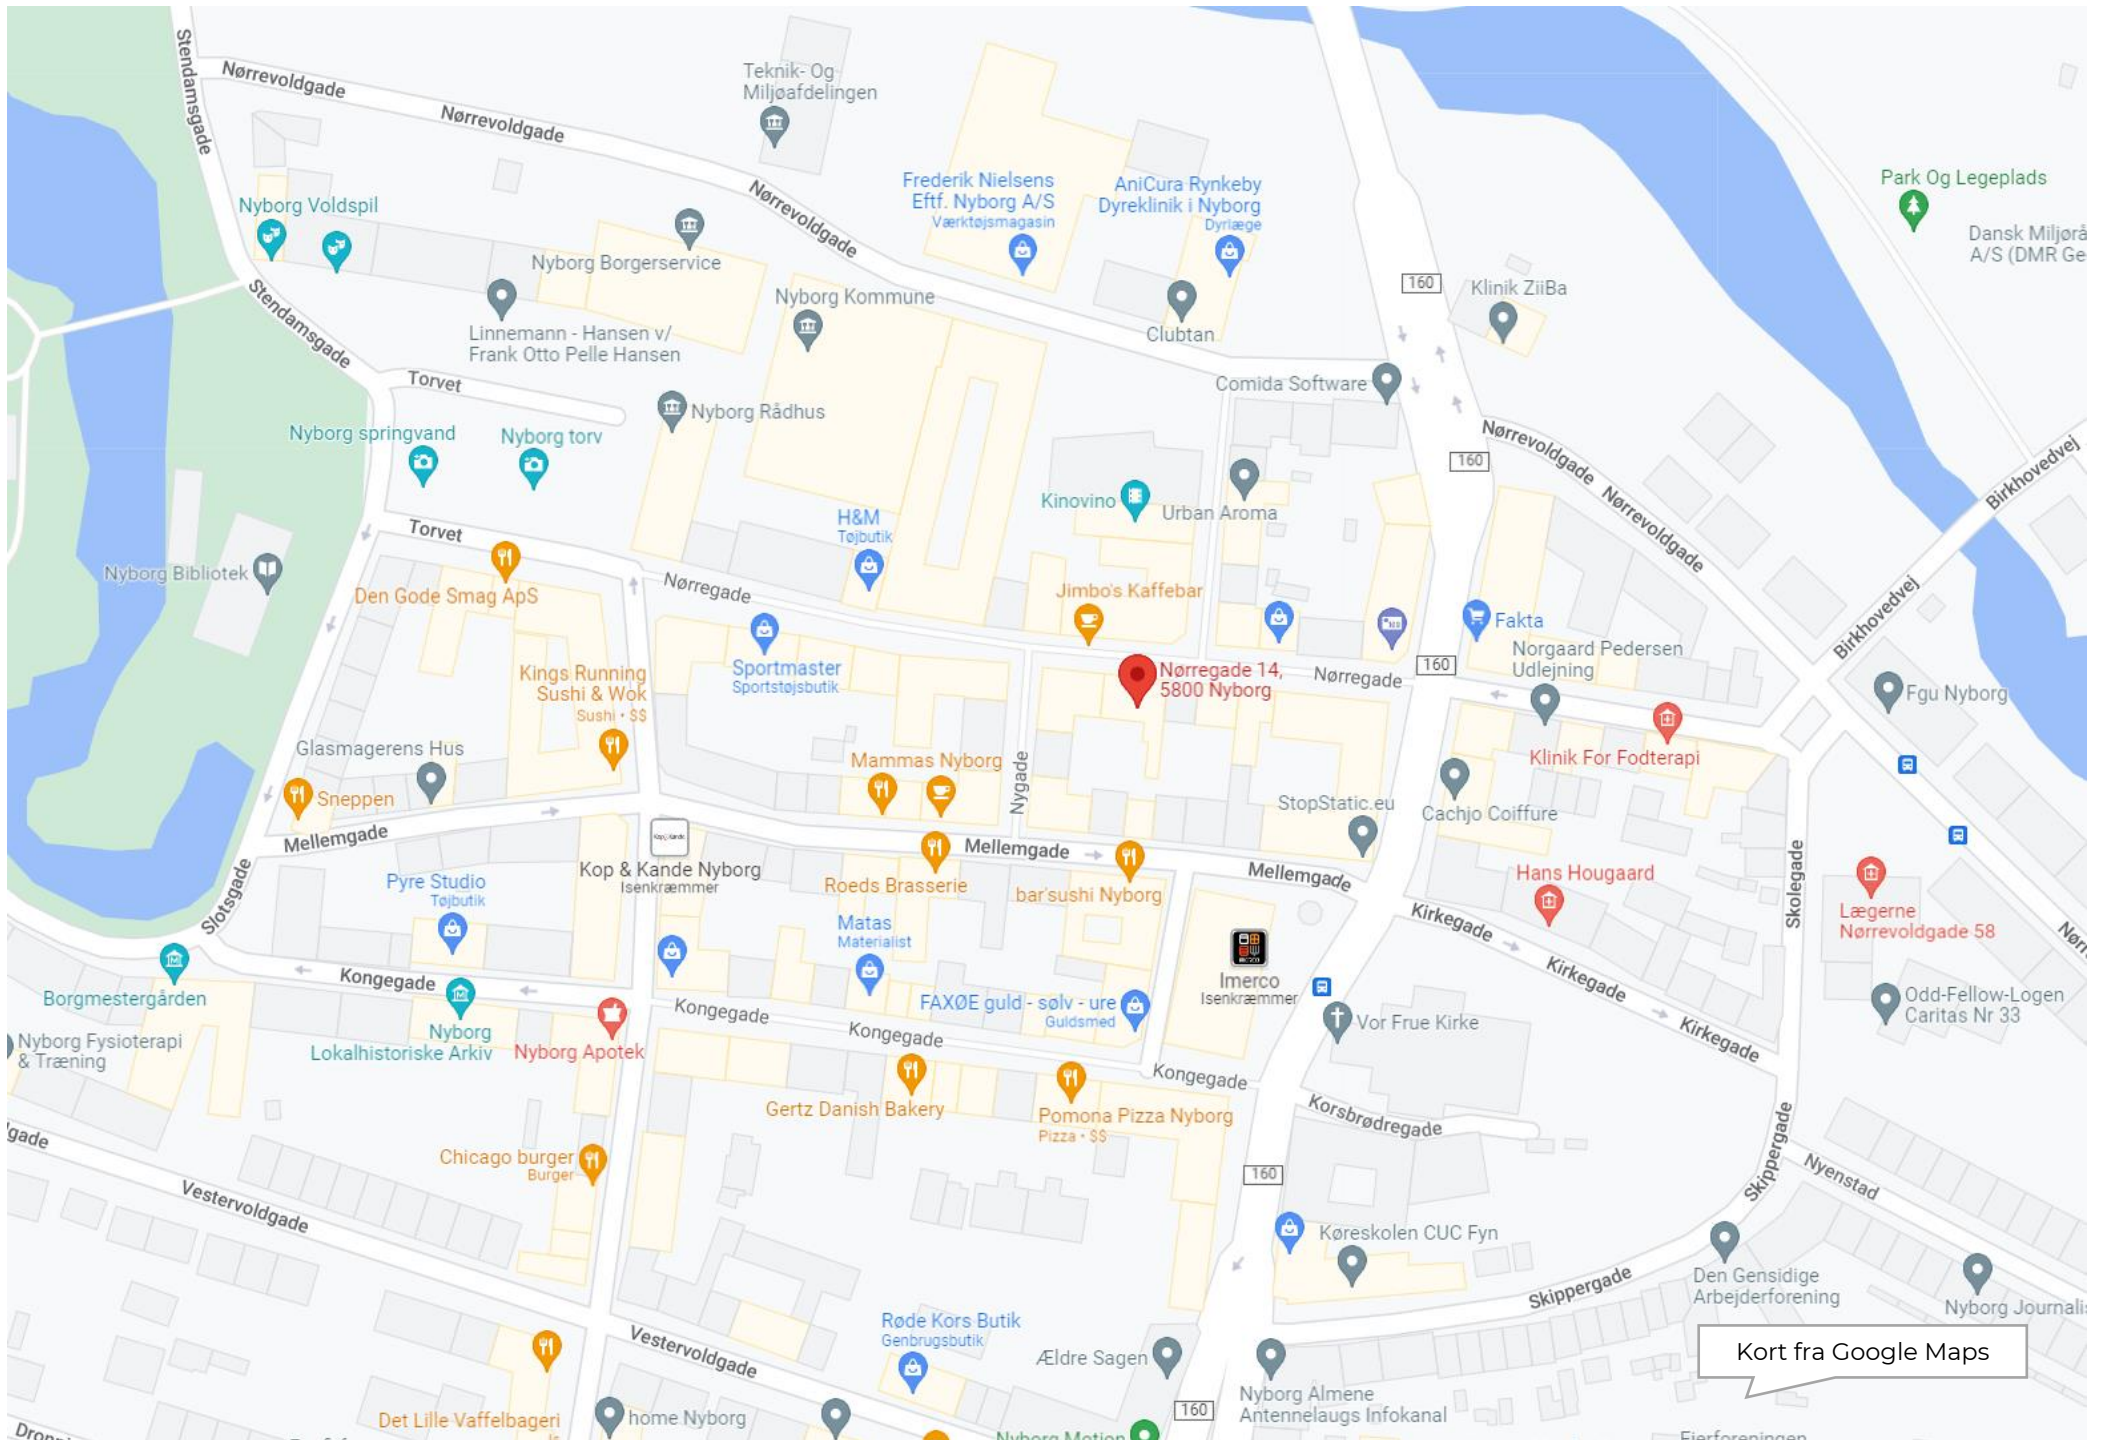 Stendamsgade
Nørrevoldgade
Nørrevoldgade
Teknik- Og
Miljøafdelingen
Nørrevoldgade
Frederik Nielsens
Eftf. Nyborg A/S
Værktøjsmagasin
AniCura Rynkeby
Dyreklinik i Nyborg
Dyrlæge
Park Og Legeplads
Dansk Miljørå
A/S (DMR Ge
Nyborg Voldspil
Nyborg Borgerservice
Stendamsgade
Linnemann - Hansen v/
Frank Otto Pelle Hansen
Nyborg Kommune
Clubtan
160
Klinik ZiiBa
Torvet
Comida Software
Nyborg Rådhus
Nyborg springvand
Nyborg torv
160
Nørrevoldgade
Nørrevoldgade
Birkhovedvej
Kinovino
Urban Aroma
H&M
Tøjbutik
Torvet
Nyborg Bibliotek
Den Gode Smag ApS
Nørregade
Jimbo's Kaffebar
Fakta
Birkhovedvej
Norgaard Pedersen
Udlejning
Sportmaster
Sportstøjsbutik
Kings Running
Sushi & Wok
Sushi • $$
Nørregade 14,
5800 Nyborg
Nørregade
160
Fgu Nyborg
Glasmagerens Hus
Mammas Nyborg
Nygade
Klinik For Fodterapi
Sneppen
StopStatic.eu
Cachjo Coiffure
Mellemgade
Mellemgade
Mellemgade
Kop & Kande Nyborg
Isenkræmmer
Roeds Brasserie
bar'sushi Nyborg
Hans Hougaard
Skolegade
Lægerne
Nørrevoldgade 58
Pyre Studio
Tøjbutik
Slotsgade
Matas
Materialist
Kirkegade
Kirkegade
Kirkegade
Nørr
Imerco
Isenkræmmer
Kongegade
Borgmestergården
FAXØE guld - sølv - ure
Guldsmed
Kongegade
Kongegade
Kongegade
Vor Frue Kirke
Odd-Fellow-Logen
Caritas Nr 33
Nyborg Fysioterapi
& Træning
Nyborg
Lokalhistoriske Arkiv
Nyborg Apotek
Gertz Danish Bakery
Pomona Pizza Nyborg
Pizza • $$
Korsbrødregade
gade
Chicago burger
Burger
160
Skippergade
Nyenstad
Vestervoldgade
Køreskolen CUC Fyn
Skippergade
Den Gensidige
Arbejderforening
Nyborg Journali
Røde Kors Butik
Genbrugsbutik
Vestervoldgade
Ældre Sagen
Kort fra Google Maps
Nyborg Almene
Antennelaugs Infokanal
160
Det Lille Vaffelbageri
home Nyborg
Nyborg Motion
Ejerforeningen